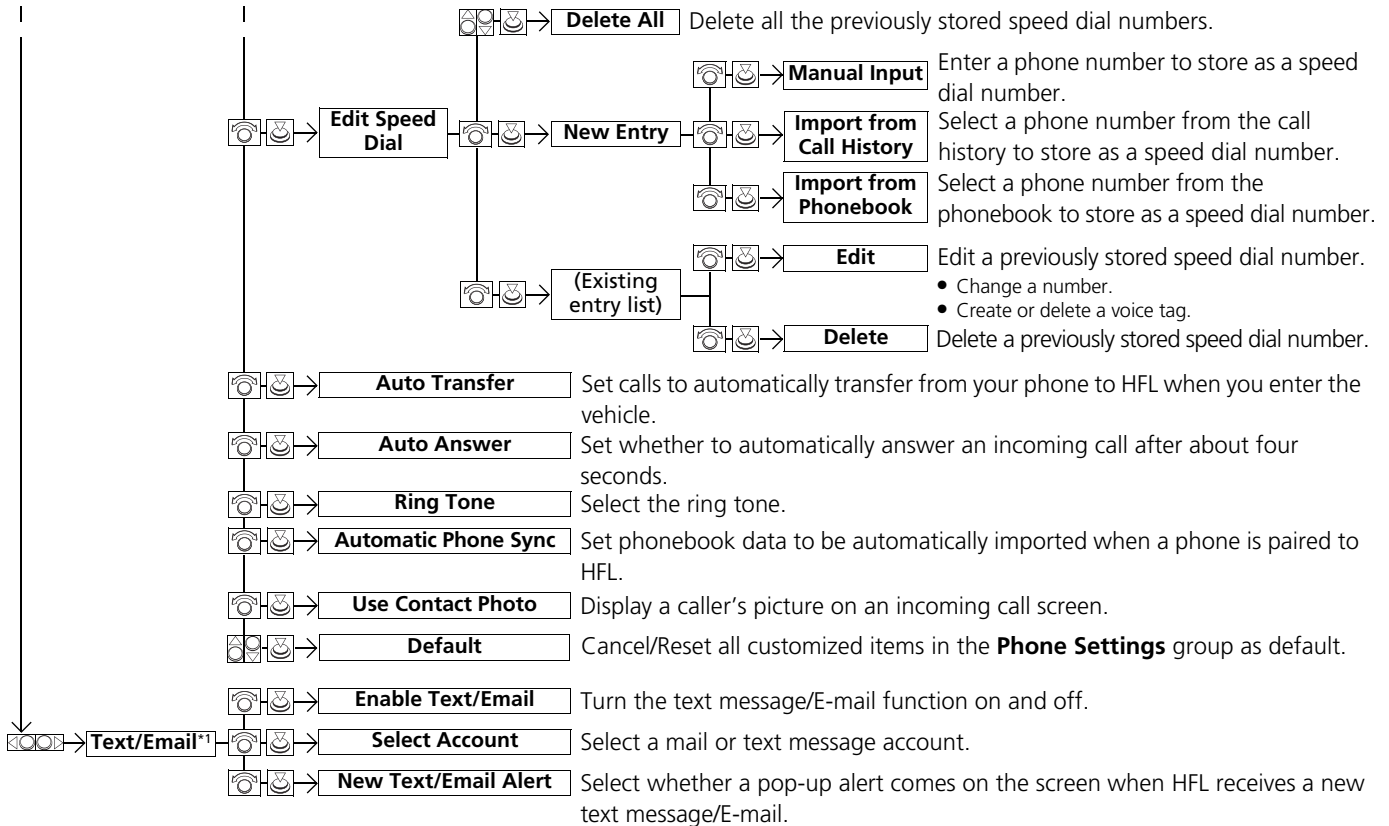 Delete All Delete all the previously stored speed dial numbers.
Manual Input Enter a phone number to store as a speed
dial number.
Edit Speed
Dial
New Entry
Import from
Call History
Select a phone number from the call
history to store as a speed dial number.
Import from
Phonebook
Select a phone number from the
phonebook to store as a speed dial number.
(Existing
entry list)
Edit Edit a previously stored speed dial number.
• Change a number.
• Create or delete a voice tag.
Delete Delete a previously stored speed dial number.
Auto Transfer Set calls to automatically transfer from your phone to HFL when you enter the
vehicle.
Auto Answer Set whether to automatically answer an incoming call after about four
seconds.
Ring Tone Select the ring tone.
Automatic Phone Sync Set phonebook data to be automatically imported when a phone is paired to
HFL.
Use Contact Photo Display a caller's picture on an incoming call screen.
Default Cancel/Reset all customized items in the Phone Settings group as default.
Text/Email*1
Enable Text/Email Turn the text message/E-mail function on and off.
Select Account Select a mail or text message account.
New Text/Email Alert Select whether a pop-up alert comes on the screen when HFL receives a new
text message/E-mail.